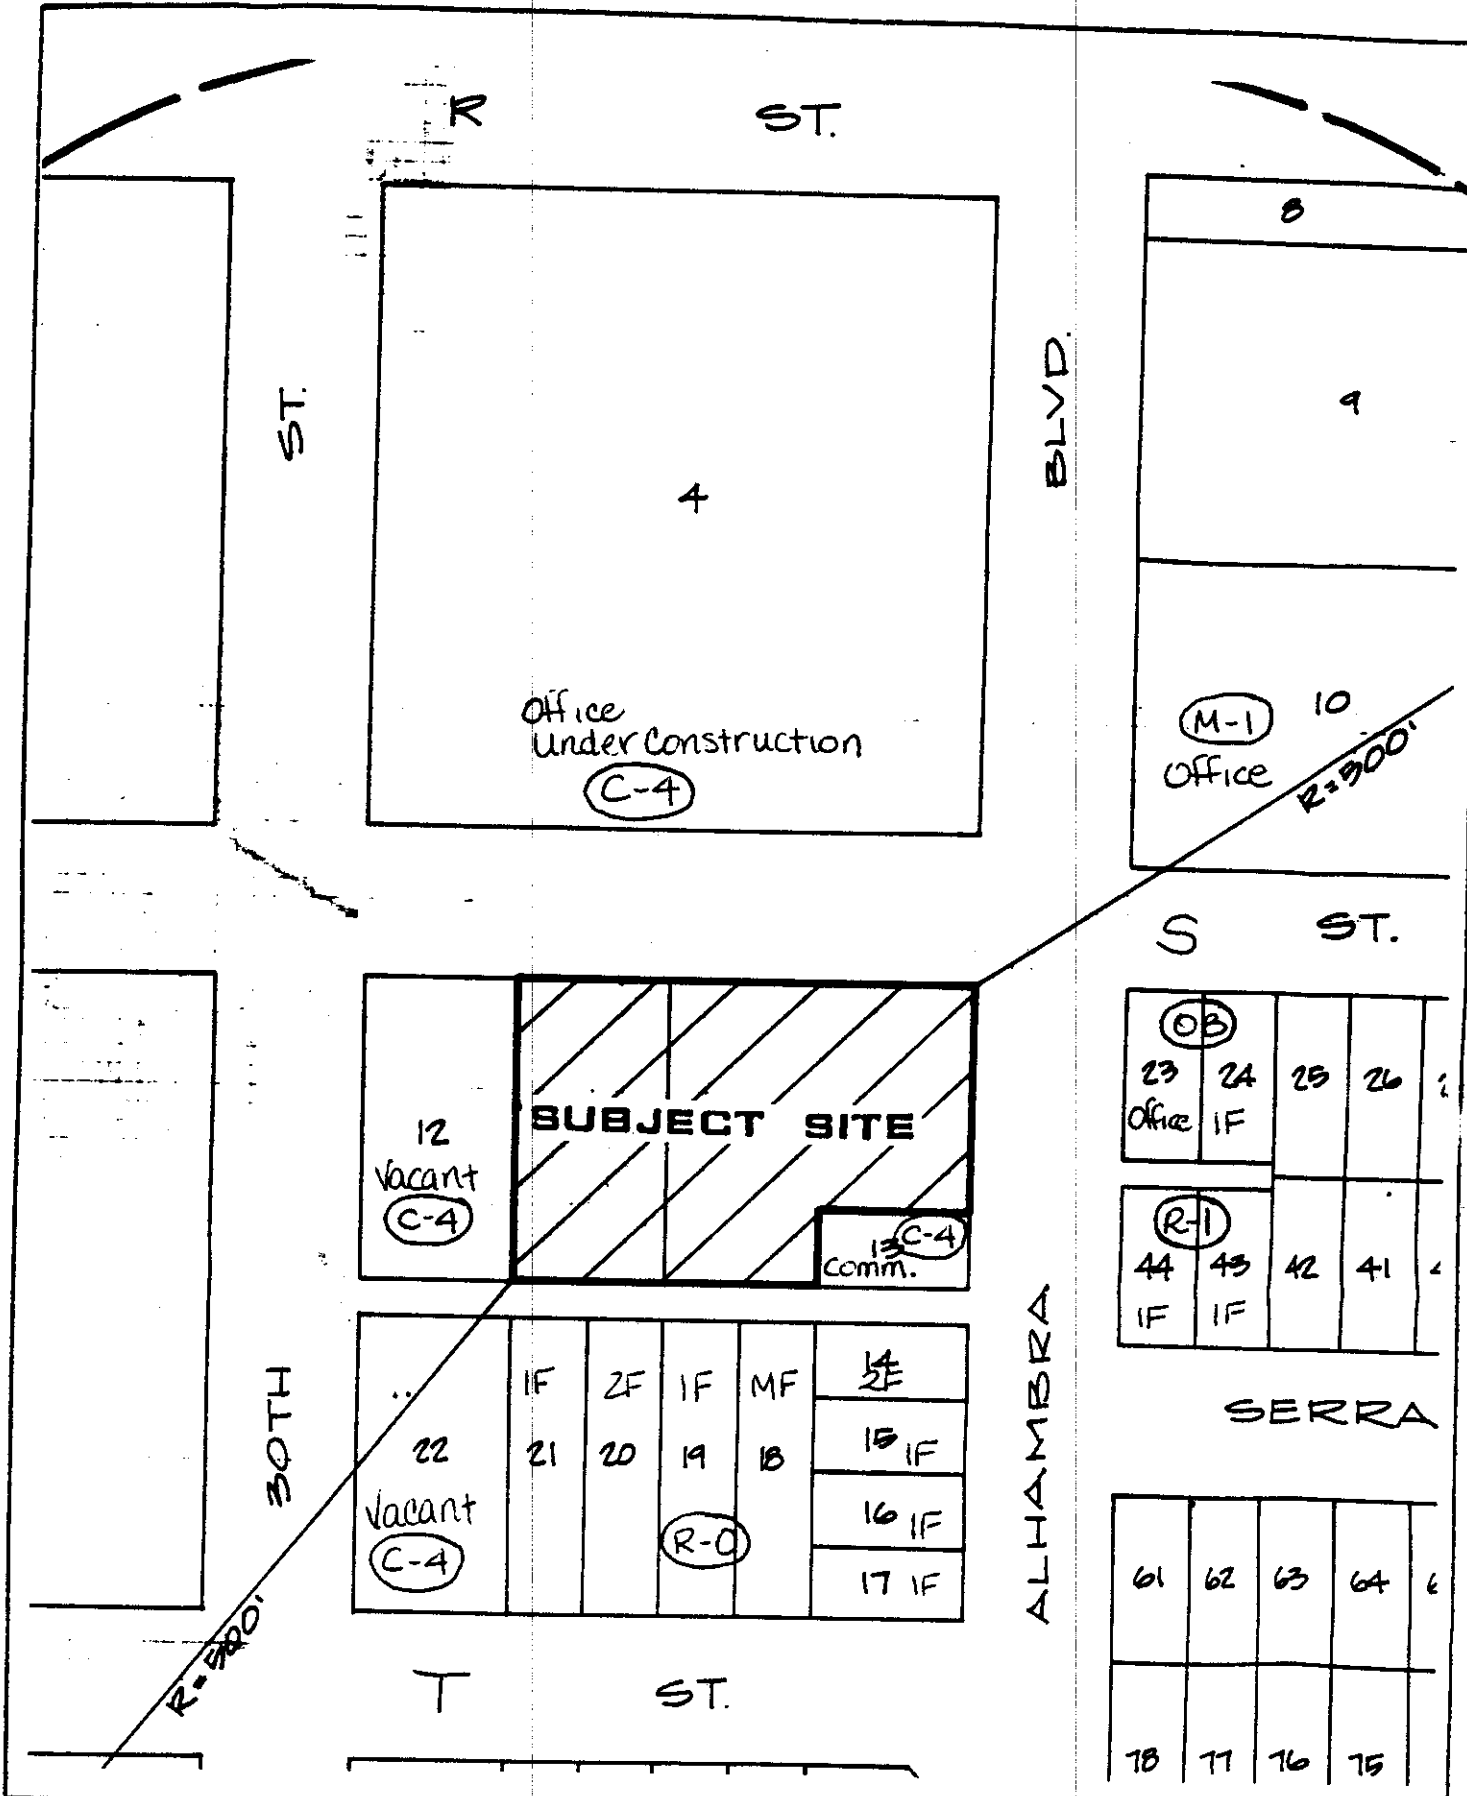 R ST.
8
ST.
BLVD.
9
4
Office
Under Construction
C-4
M-1 10
Office
R=500'
S ST.
OB
23 24 25 26
Office 1F
SUBJECT SITE
12
Vacant
C-4
C-4
13
Comm.
R-1
44 43 42 41
1F 1F
30TH
ALHAMBRA
SERRA
1F 2F 1F MF
14
2F
22 21 20 19 18
15 1F
Vacant
C-4
R-O
16 1F
17 1F
61 62 63 64
R=500'
T ST.
78 77 76 75